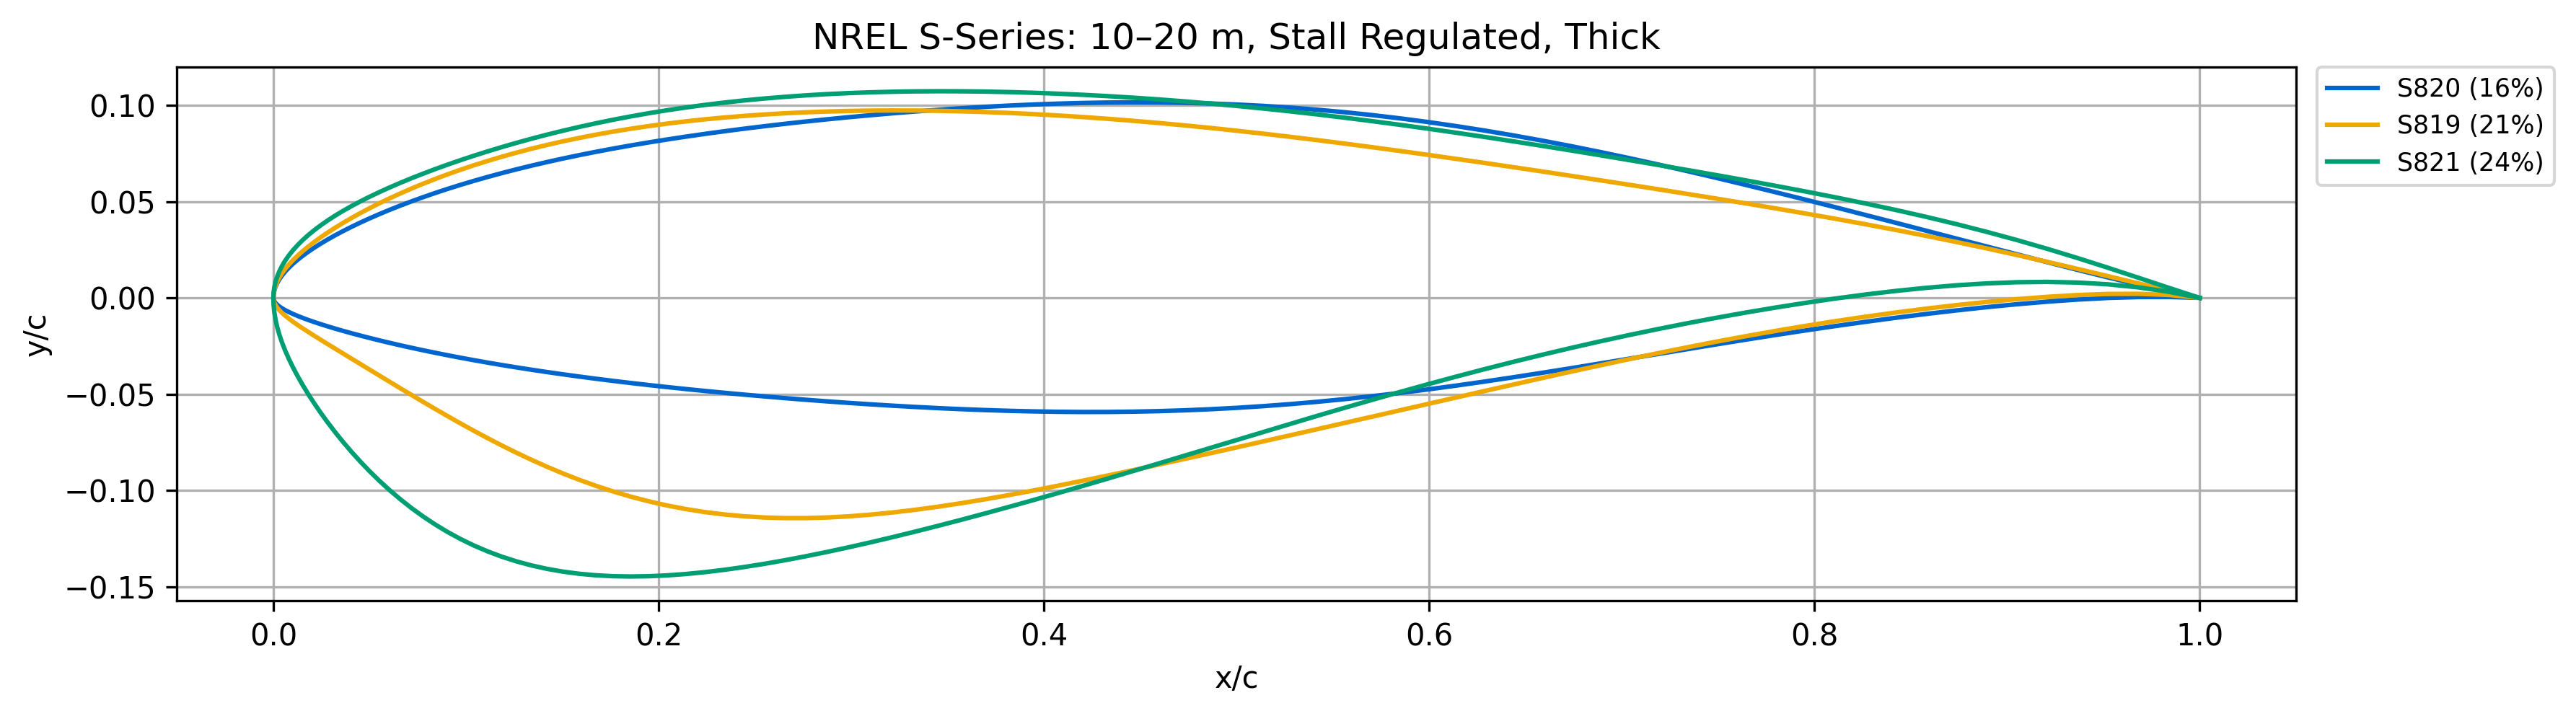 NREL S-Series: 10–20 m, Stall Regulated, Thick
S820 (16%)
S819 (21%)
S821 (24%)
y/c
0.10
0.05
0.00
−0.05
−0.10
−0.15
0.0 0.2 0.4 0.6 0.8 1.0
x/c